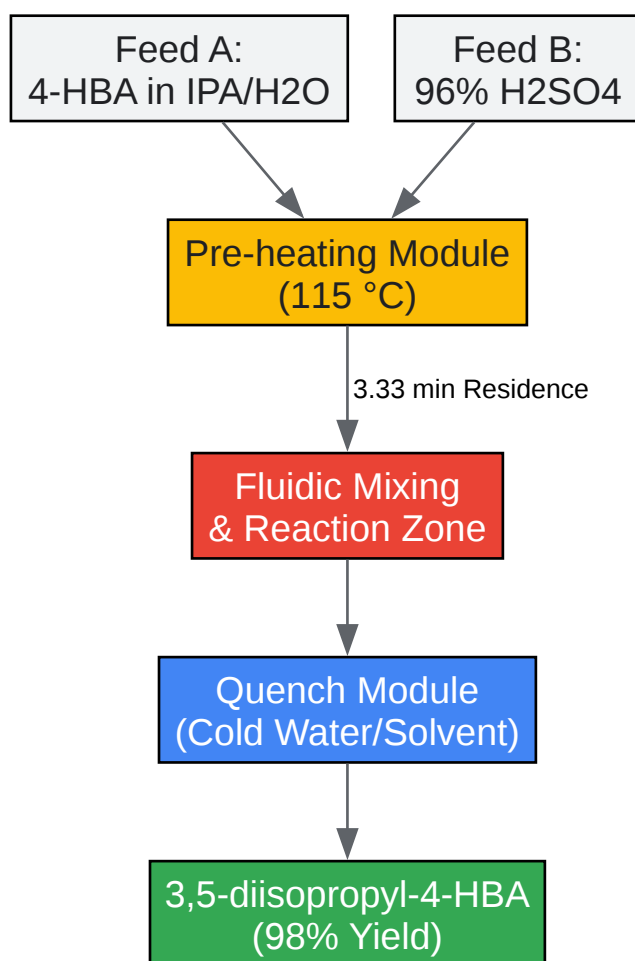 Feed A:
4-HBA in IPA/H2O
Feed B:
96% H2SO4
Pre-heating Module
(115 °C)
3.33 min Residence
Fluidic Mixing
& Reaction Zone
Quench Module
(Cold Water/Solvent)
3,5-diisopropyl-4-HBA
(98% Yield)